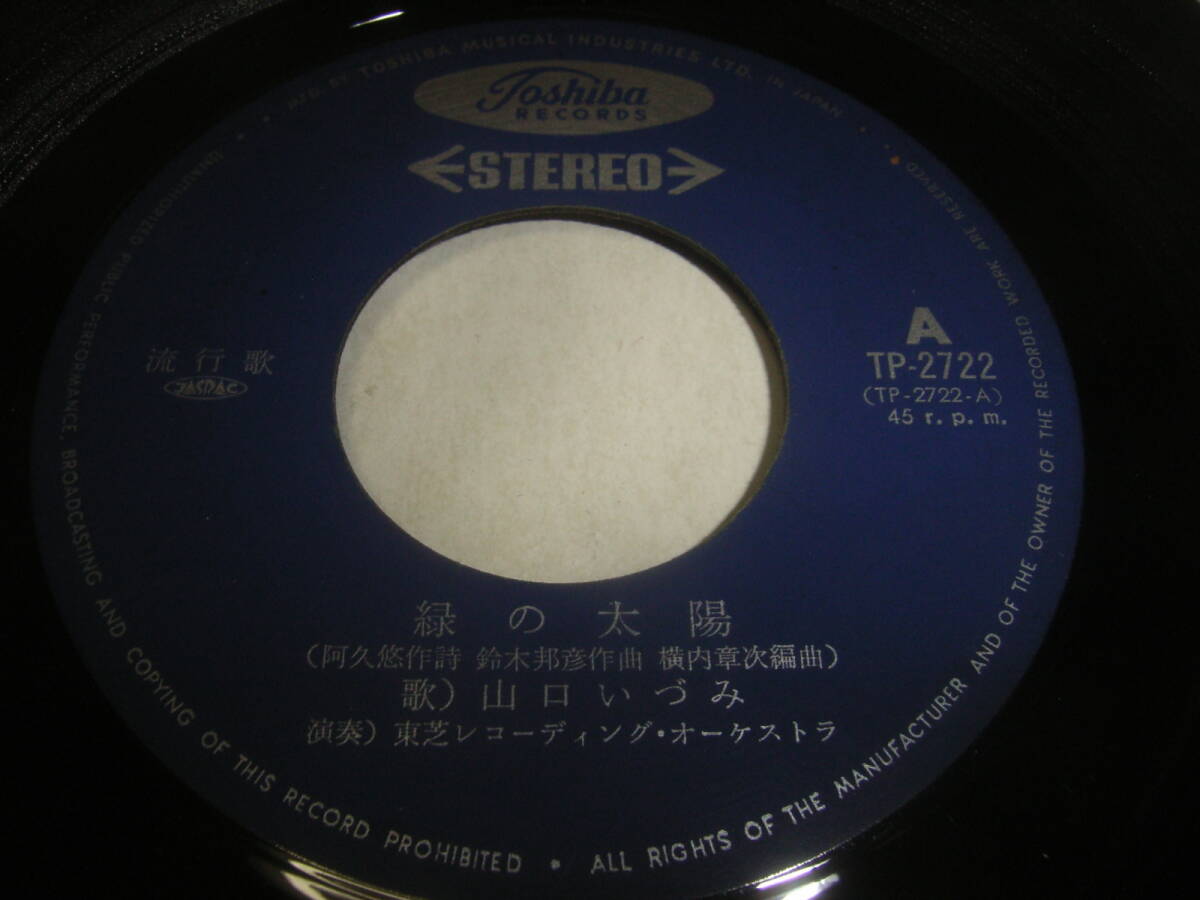 MFD. BY TOSHIBA MUSICAL INDUSTRIES LTD. IN JAPAN
Toshiba
RECORDS
STEREO
流行歌
JASRAC
A
TP-2722
(TP-2722-A)
45 r.p.m.
緑の太陽
(阿久悠作詩 鈴木邦彦作曲 横内章次編曲)
歌) 山口いづみ
演奏) 東芝レコーディング・オーケストラ
UNAUTHORIZED PUBLIC PERFORMANCE, BROADCASTING AND COPYING OF THIS RECORD PROHIBITED • ALL RIGHTS OF THE MANUFACTURER AND OF THE OWNER OF THE RECORDED WORK ARE RESERVED